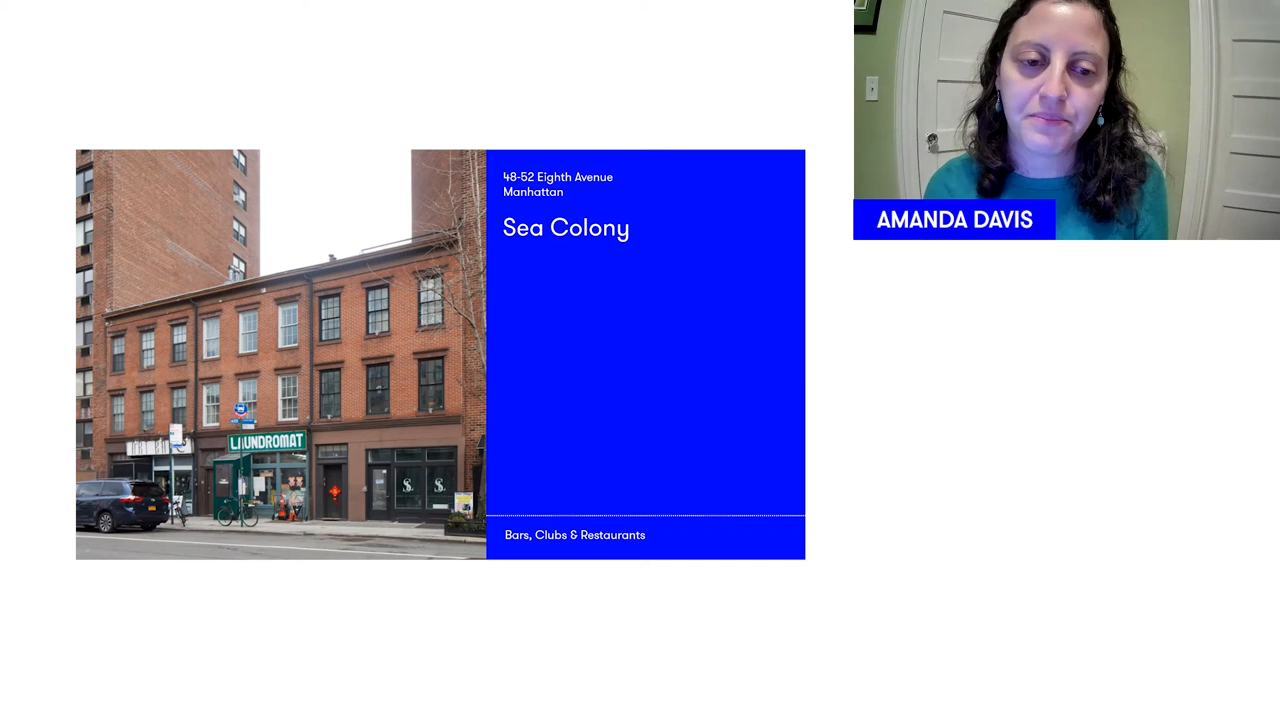 48-52 Eighth Avenue
Manhattan
Sea Colony
LAUNDROMAT
Bars, Clubs & Restaurants
AMANDA DAVIS